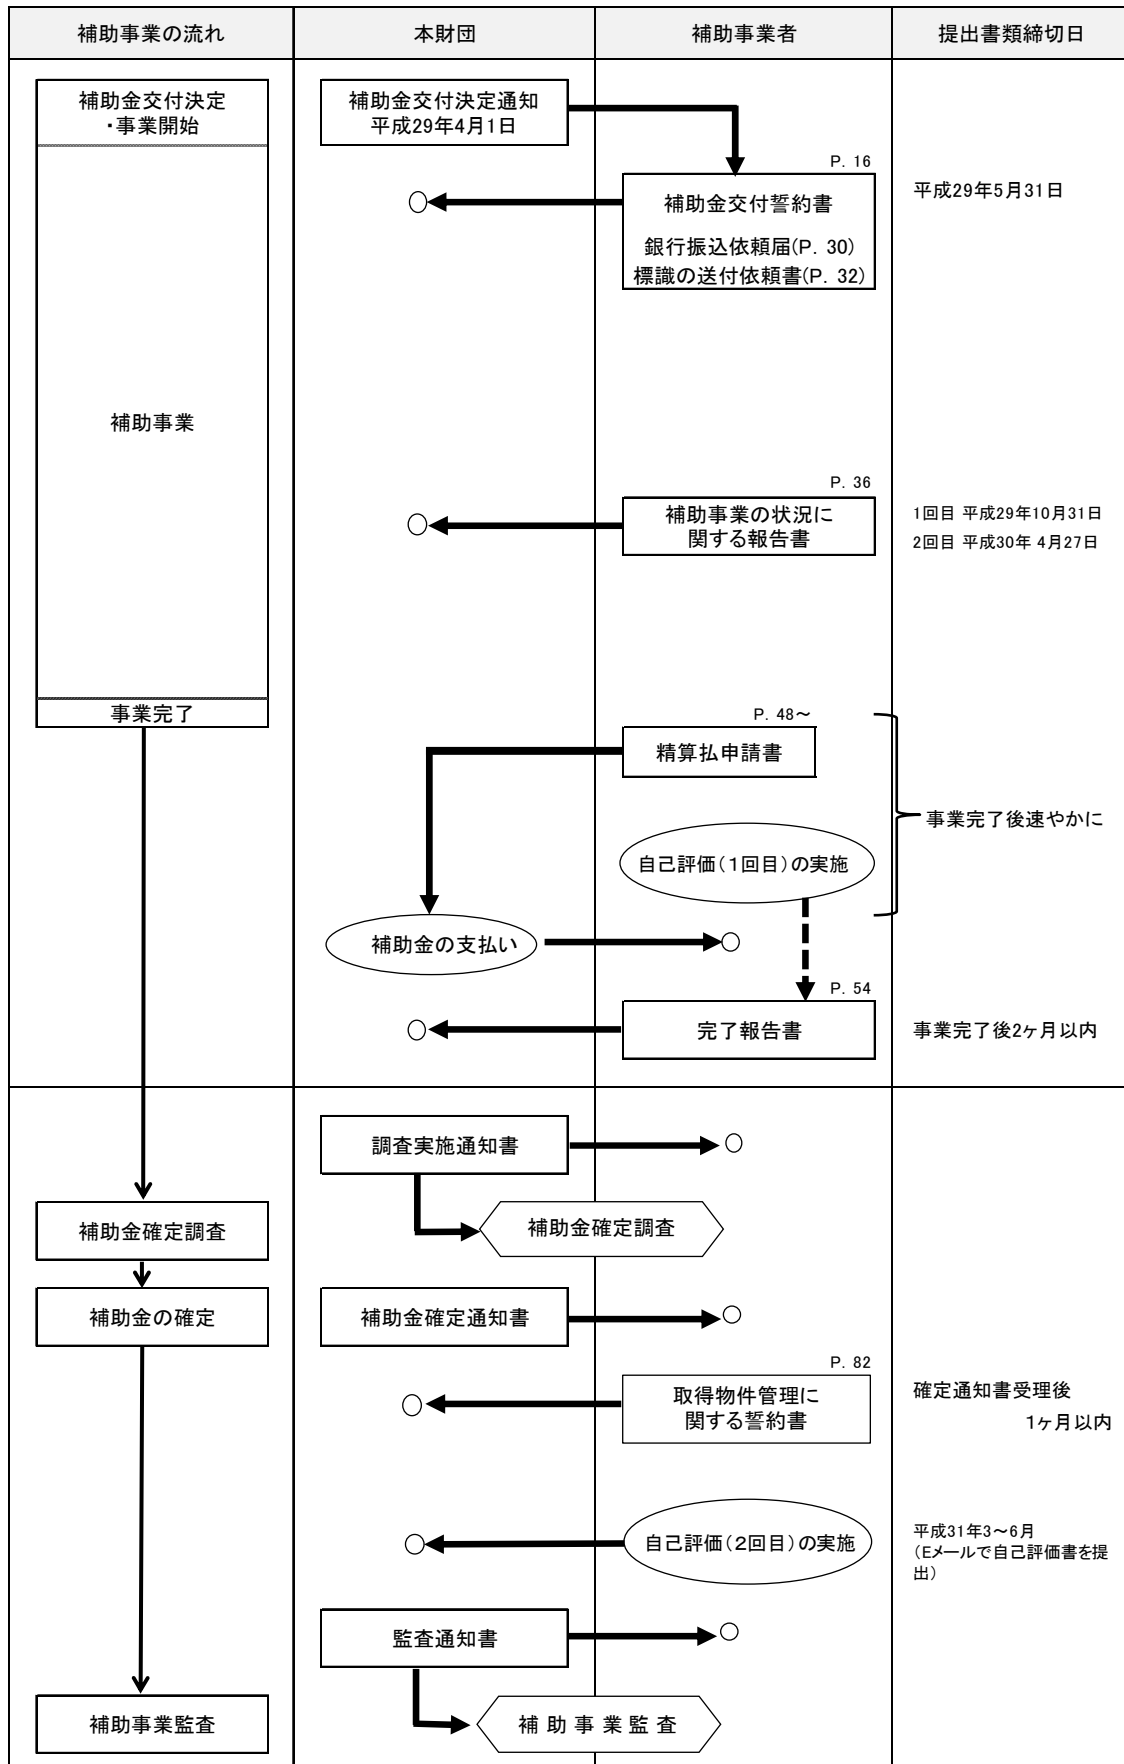 補助事業の流れ
本財団
補助事業者
提出書類締切日
補助金交付決定
・事業開始
補助金交付決定通知
平成29年4月1日
P. 16
補助金交付誓約書
銀行振込依頼届(P. 30)
標識の送付依頼書(P. 32)
平成29年5月31日
補助事業
P. 36
補助事業の状況に
関する報告書
1回目 平成29年10月31日
2回目 平成30年 4月27日
事業完了
P. 48～
精算払申請書
事業完了後速やかに
自己評価（１回目）の実施
補助金の支払い
P. 54
完了報告書
事業完了後2ヶ月以内
調査実施通知書
補助金確定調査
補助金確定調査
補助金の確定
補助金確定通知書
P. 82
取得物件管理に
関する誓約書
確定通知書受理後
1ヶ月以内
自己評価（２回目）の実施
平成31年3～6月
（Eメールで自己評価書を提
出）
監査通知書
補助事業監査
補 助 事 業 監 査